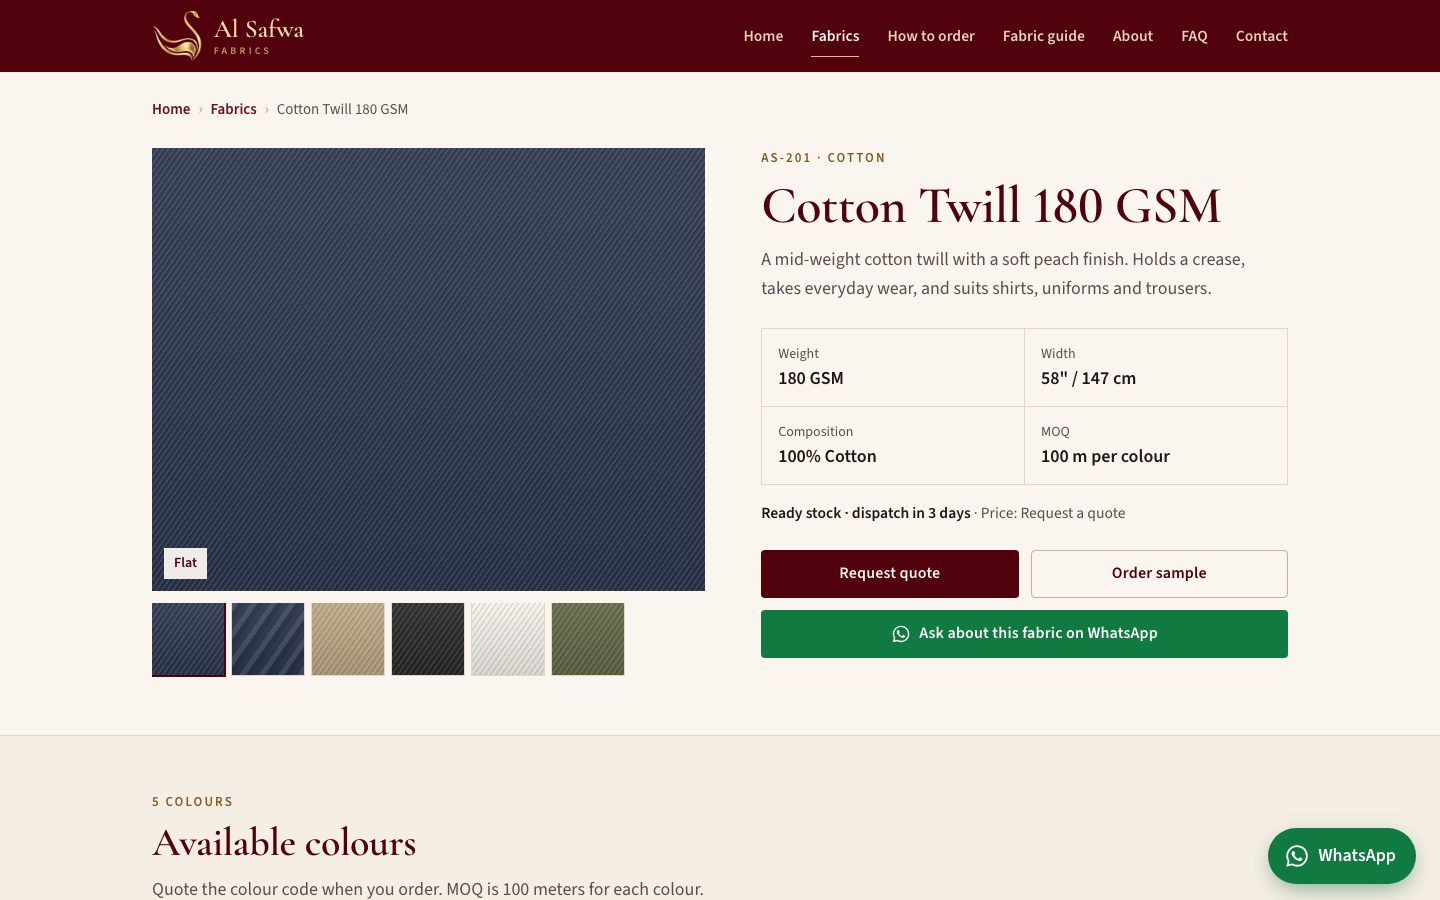 Al Safwa
FABRICS
Home Fabrics How to order Fabric guide About FAQ Contact
Home › Fabrics › Cotton Twill 180 GSM
Flat
AS-201 · COTTON
Cotton Twill 180 GSM
A mid-weight cotton twill with a soft peach finish. Holds a crease,
takes everyday wear, and suits shirts, uniforms and trousers.
Weight
180 GSM
Width
58" / 147 cm
Composition
100% Cotton
MOQ
100 m per colour
Ready stock · dispatch in 3 days · Price: Request a quote
Request quote
Order sample
Ask about this fabric on WhatsApp
5 COLOURS
Available colours
Quote the colour code when you order. MOQ is 100 meters for each colour.
WhatsApp